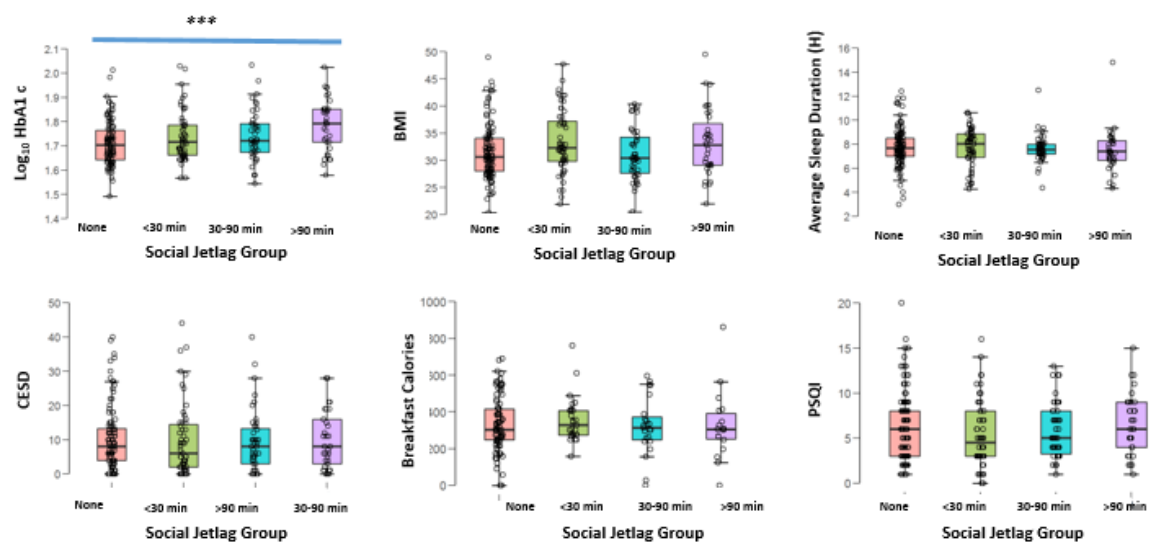 ***
Log10 HbA1 c
2.1
2.0
1.9
1.8
1.7
1.6
1.5
1.4
None <30 min 30-90 min >90 min
Social Jetlag Group
BMI
50
45
40
35
30
25
20
None <30 min 30-90 min >90 min
Social Jetlag Group
Average Sleep Duration (H)
16
14
12
10
8
6
4
2
None <30 min 30-90 min >90 min
Social Jetlag Group
CESD
50
40
30
20
10
0
None <30 min >90 min 30-90 min
Social Jetlag Group
Breakfast Calories
1000
800
600
400
200
0
None <30 min 30-90 min >90 min
Social Jetlag Group
PSQI
20
15
10
5
0
None <30 min 30-90 min >90 min
Social Jetlag Group